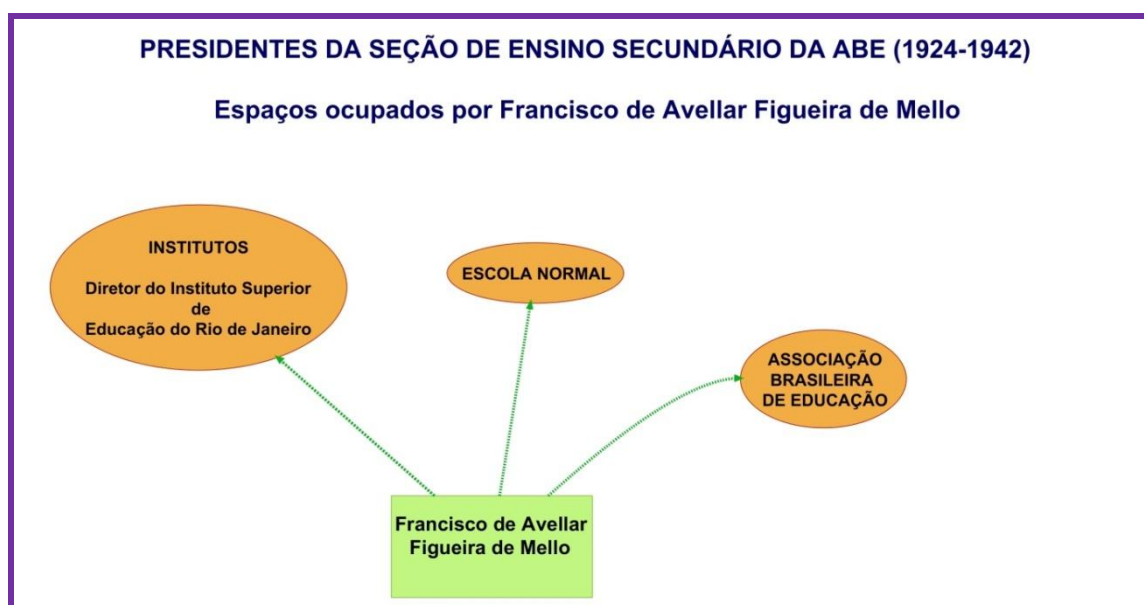 PRESIDENTES DA SEÇÃO DE ENSINO SECUNDÁRIO DA ABE (1924-1942)
Espaços ocupados por Francisco de Avellar Figueira de Mello
INSTITUTOS
Diretor do Instituto Superior
de
Educação do Rio de Janeiro
ESCOLA NORMAL
ASSOCIAÇÃO
BRASILEIRA
DE EDUCAÇÃO
Francisco de Avellar
Figueira de Mello